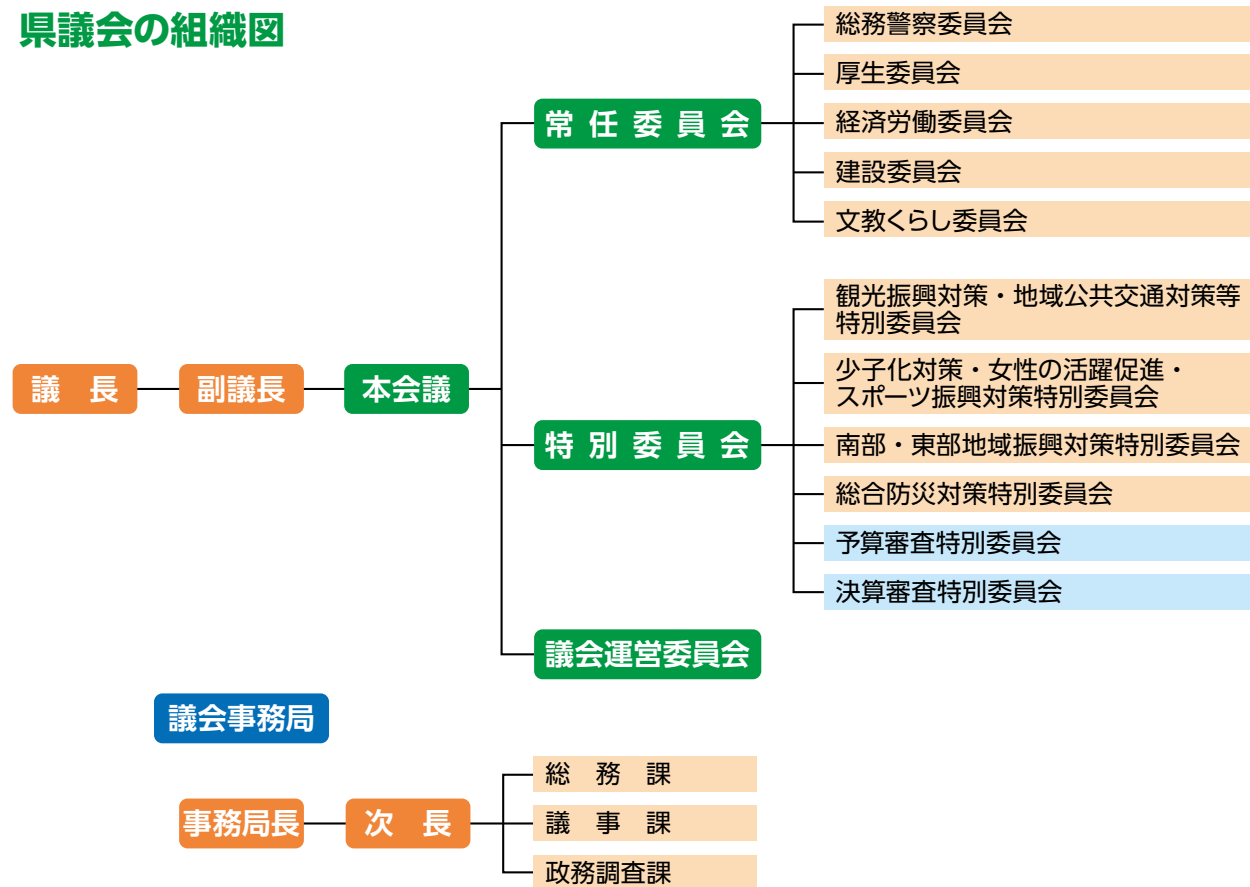 県議会の組織図
議長
副議長
本会議
常任委員会
総務警察委員会
厚生委員会
経済労働委員会
建設委員会
文教くらし委員会
特別委員会
観光振興対策・地域公共交通対策等
特別委員会
少子化対策・女性の活躍促進・
スポーツ振興対策特別委員会
南部・東部地域振興対策特別委員会
総合防災対策特別委員会
予算審査特別委員会
決算審査特別委員会
議会運営委員会
議会事務局
事務局長
次長
総務課
議事課
政務調査課